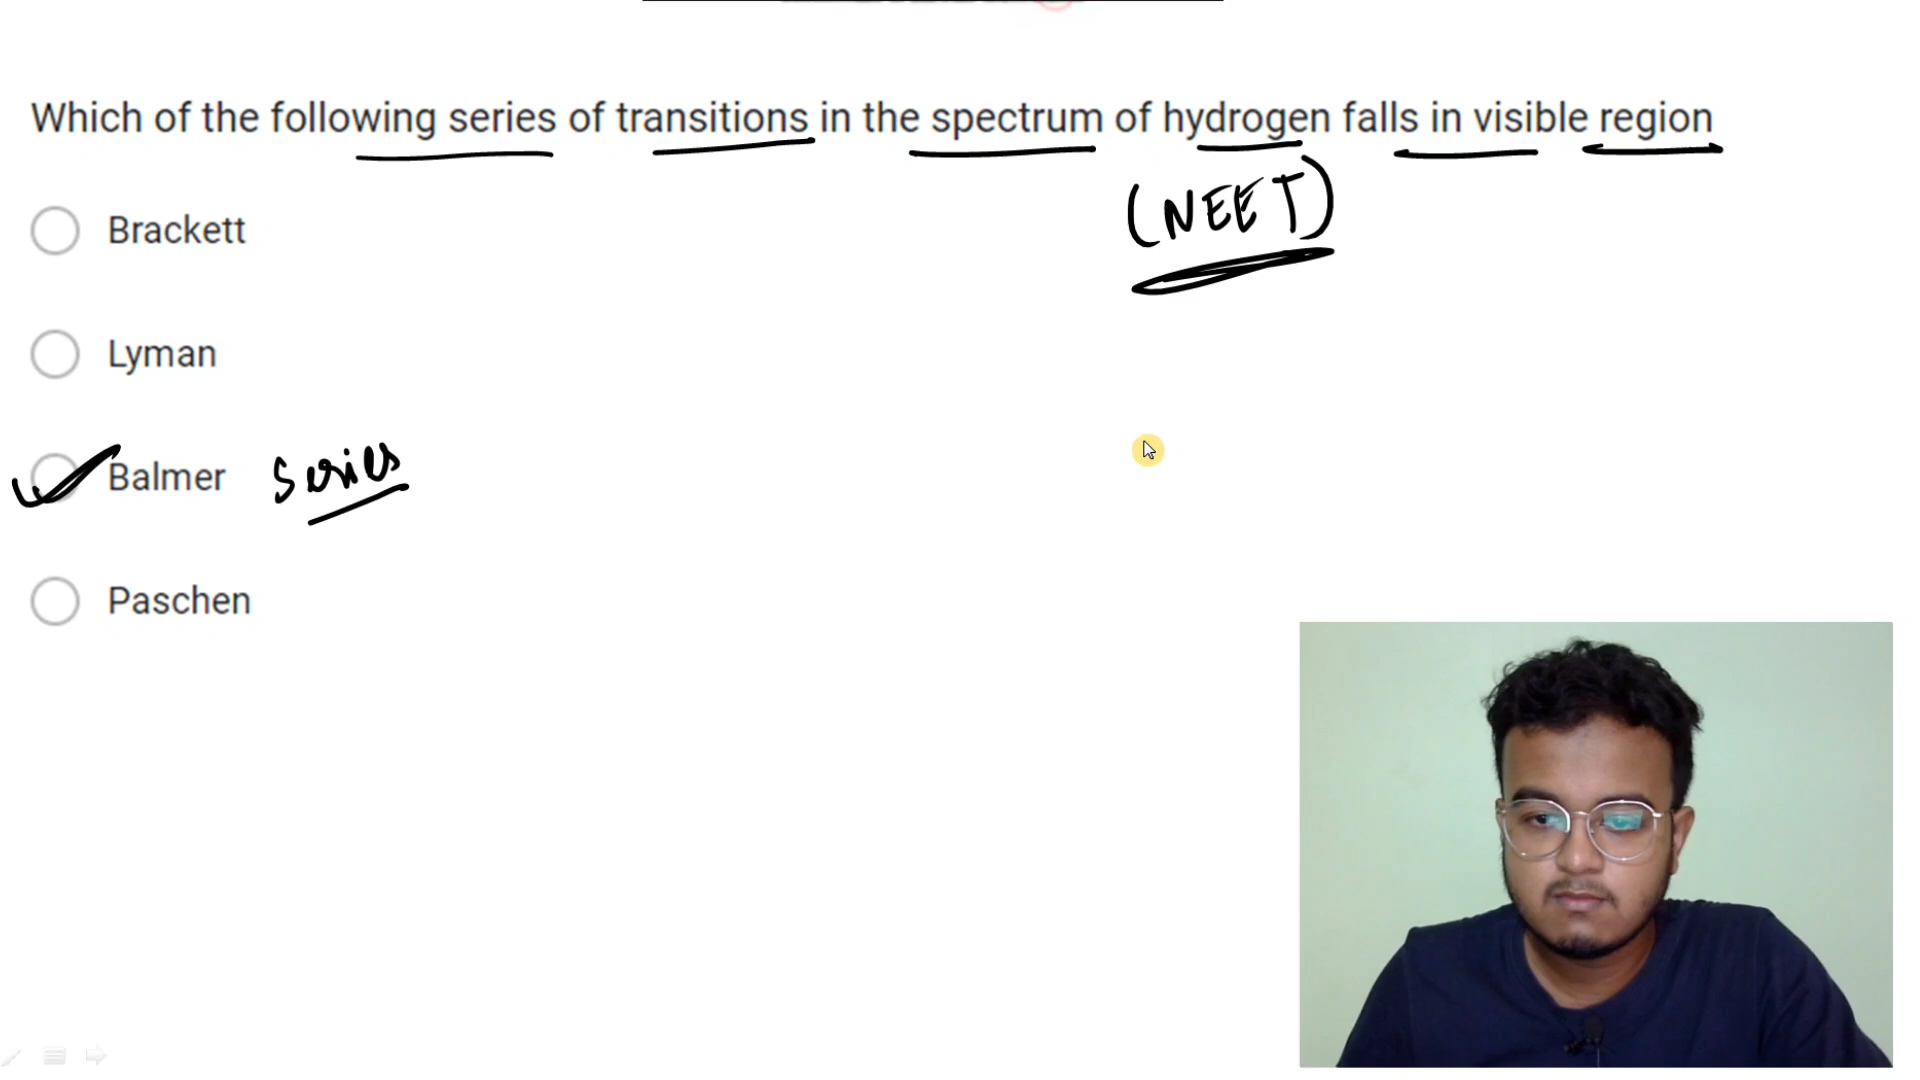 Which of the following series of transitions in the spectrum of hydrogen falls in visible region
(NEET)
Brackett
Lyman
Balmer Series
Paschen